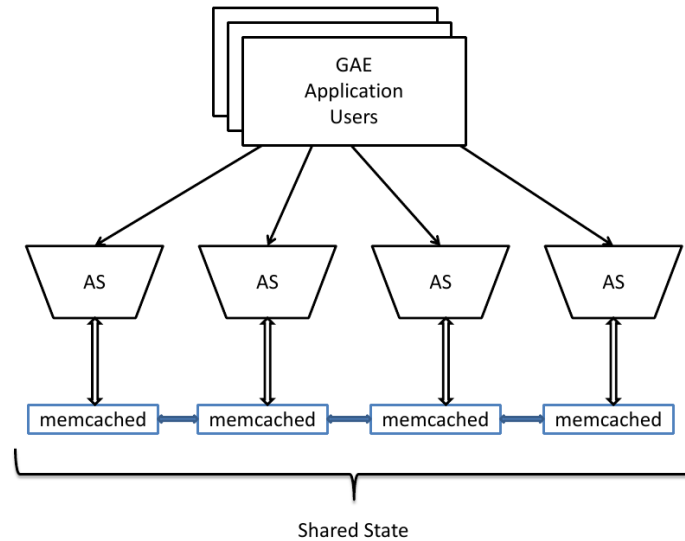 GAE
Application
Users
AS AS AS AS
memcached memcached memcached memcached
Shared State